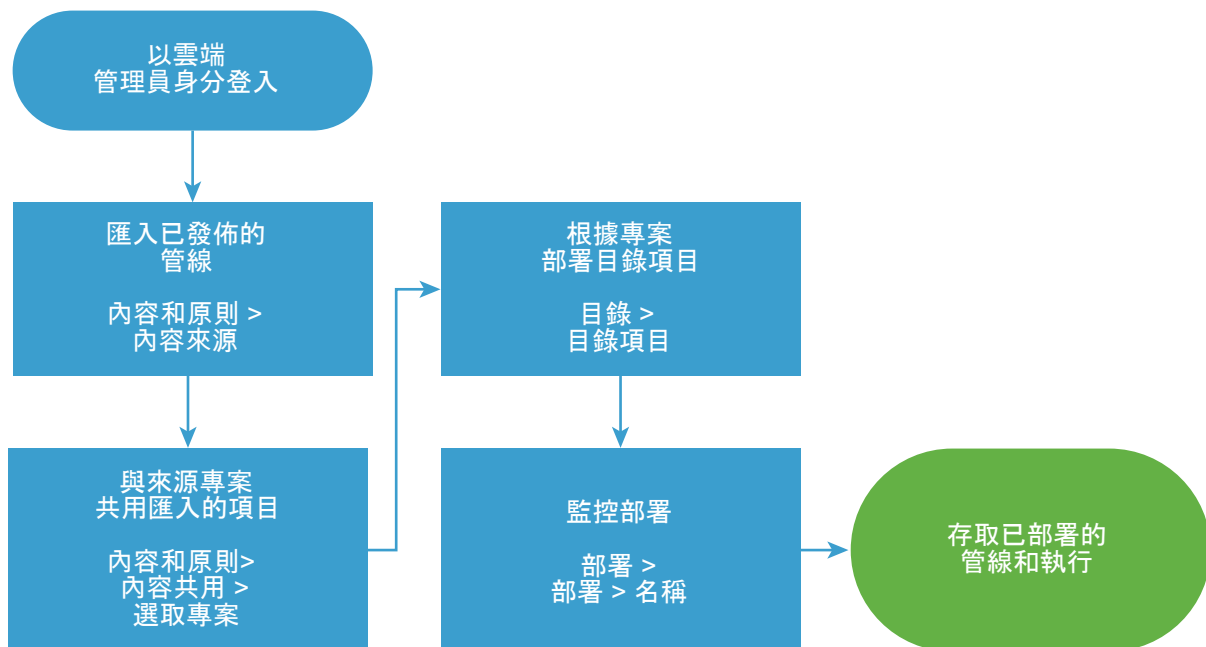 以雲端
管理員身分登入
匯入已發佈的
管線
內容和原則 >
內容來源
與來源專案
共用匯入的項目
內容和原則>
內容共用 >
選取專案
根據專案
部署目錄項目
目錄 >
目錄項目
監控部署
部署 >
部署 > 名稱
存取已部署的
管線和執行